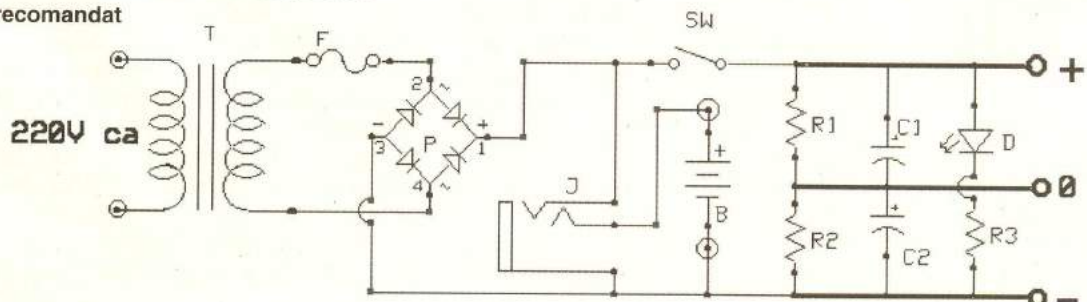 recomandat
T
F
SW
220V ca
2
~
-
3
P
+
1
4
~
J
+
B
R1
C1
+
D
R2
+
C2
R3
+
0
-